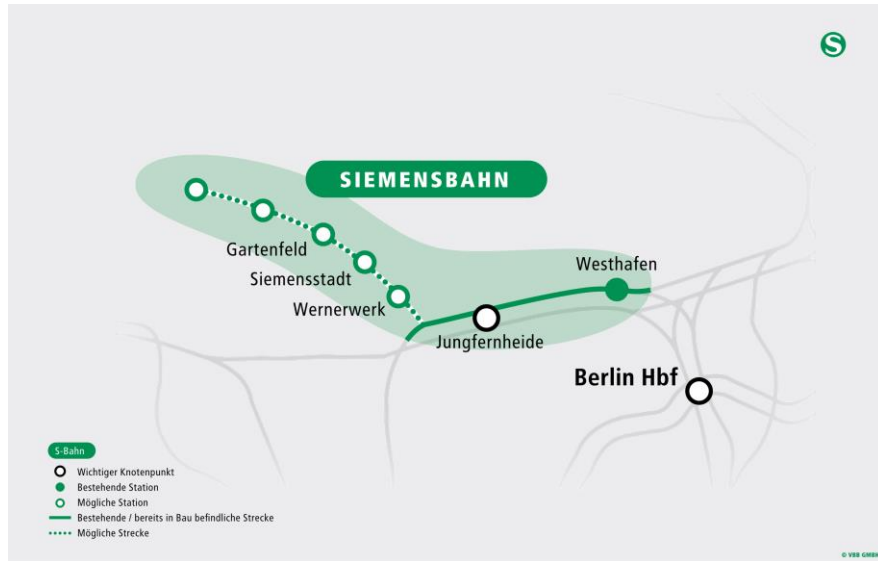 S
SIEMENSBAHN
Gartenfeld
Siemensstadt
Wernerwerk
Westhafen
Jungfernheide
Berlin Hbf
S-Bahn
Wichtiger Knotenpunkt
Bestehende Station
Mögliche Station
Bestehende / bereits in Bau befindliche Strecke
Mögliche Strecke
© VBB GMBH